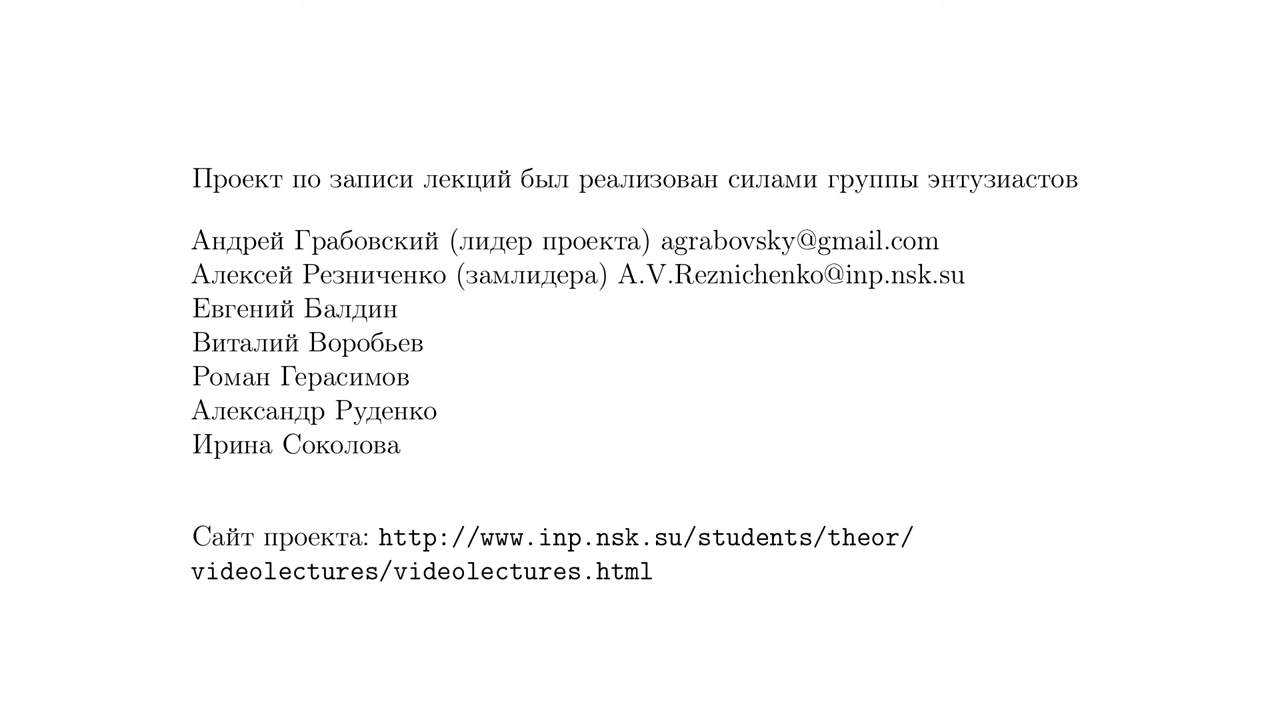 Проект по записи лекций был реализован силами группы энтузиастов
Андрей Грабовский (лидер проекта) agrabovsky@gmail.com
Алексей Резниченко (замлидера) A.V.Reznichenko@inp.nsk.su
Евгений Балдин
Виталий Воробьев
Роман Герасимов
Александр Руденко
Ирина Соколова
Сайт проекта: http://www.inp.nsk.su/students/theor/
videolectures/videolectures.html